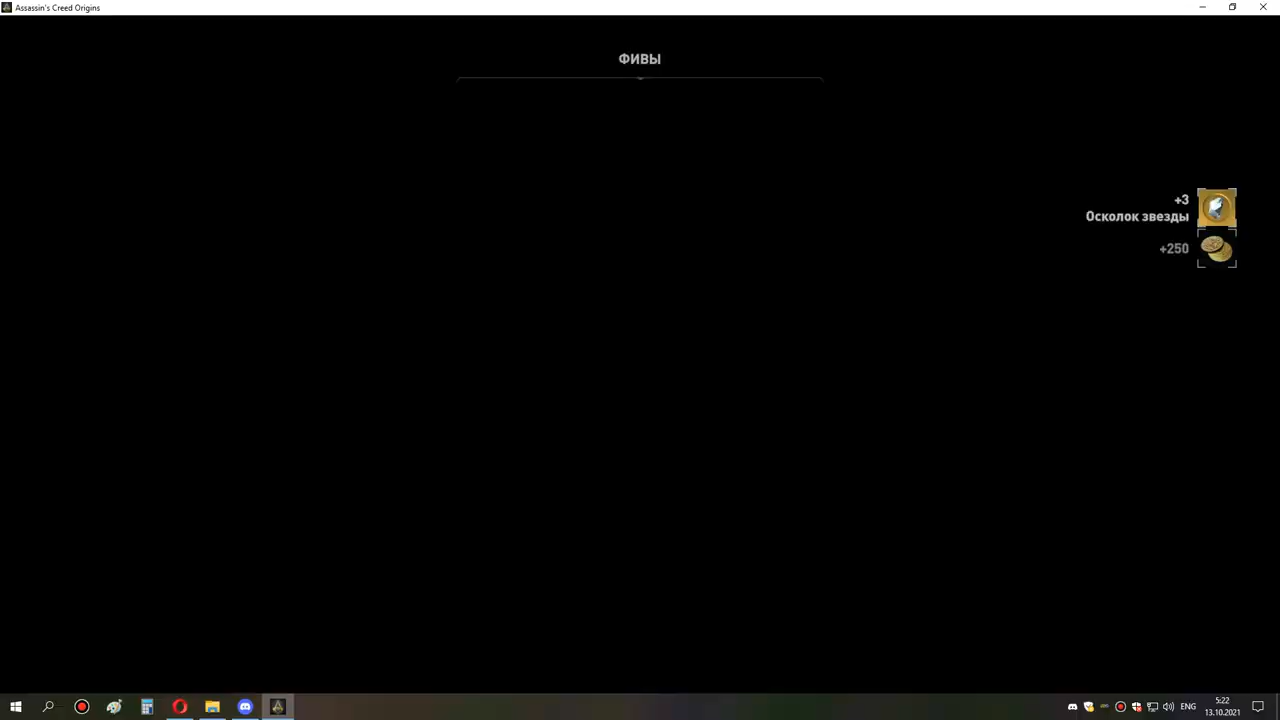 Assassin's Creed Origins
ФИВЫ
+3
Осколок звезды
+250
ENG
5:22
13.10.2021